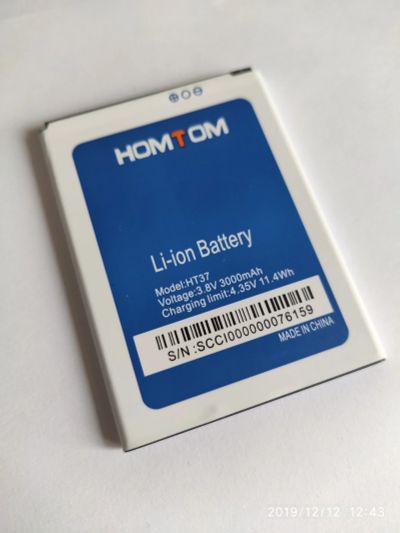 HOMTOM
Li-ion Battery
Model:HT37
Voltage:3.8V 3000mAh
Charging limit:4.35V 11.4Wh
S/N :SCCI000000076159
MADE IN CHINA
2019/12/12 12:43